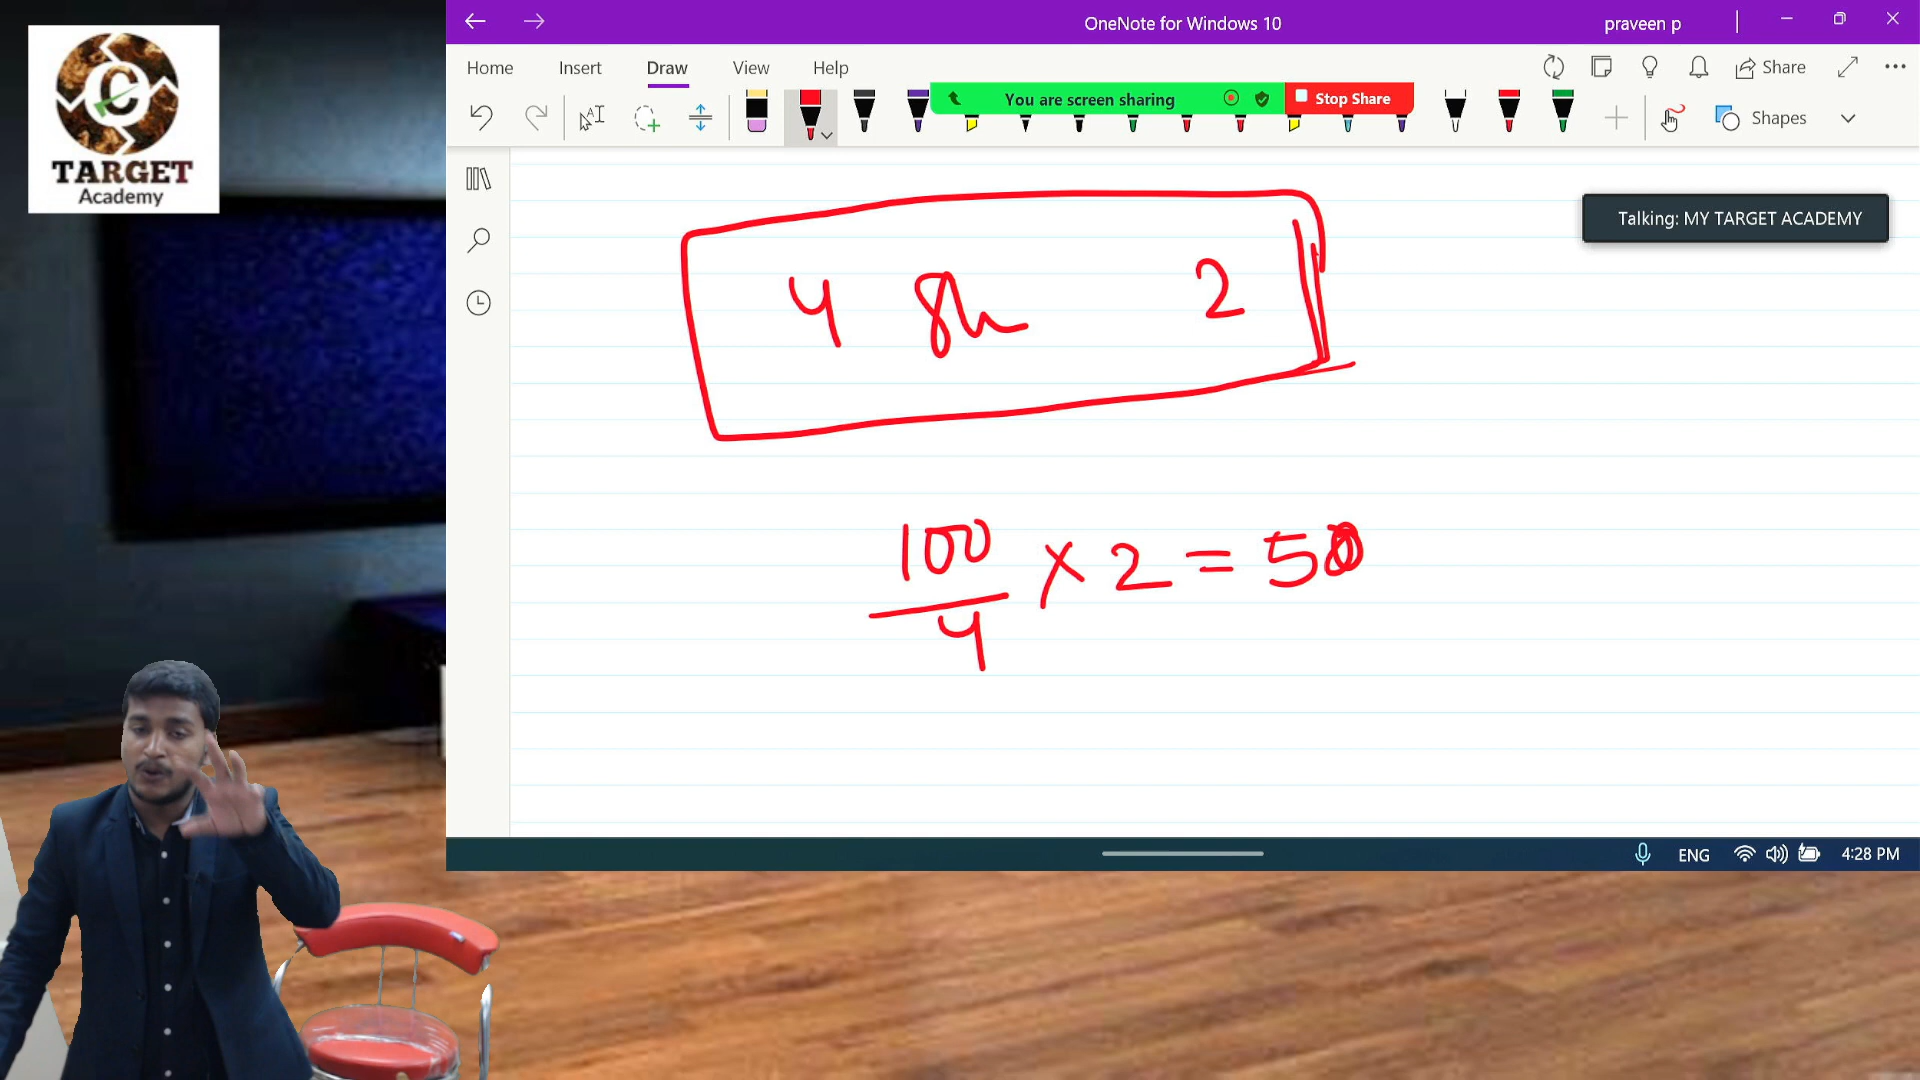 OneNote for Windows 10
praveen p
Home Insert Draw View Help
Share
You are screen sharing
Stop Share
Shapes
TARGET
Academy
Talking: MY TARGET ACADEMY
4 2
100
4
× 2 = 50
ENG
4:28 PM